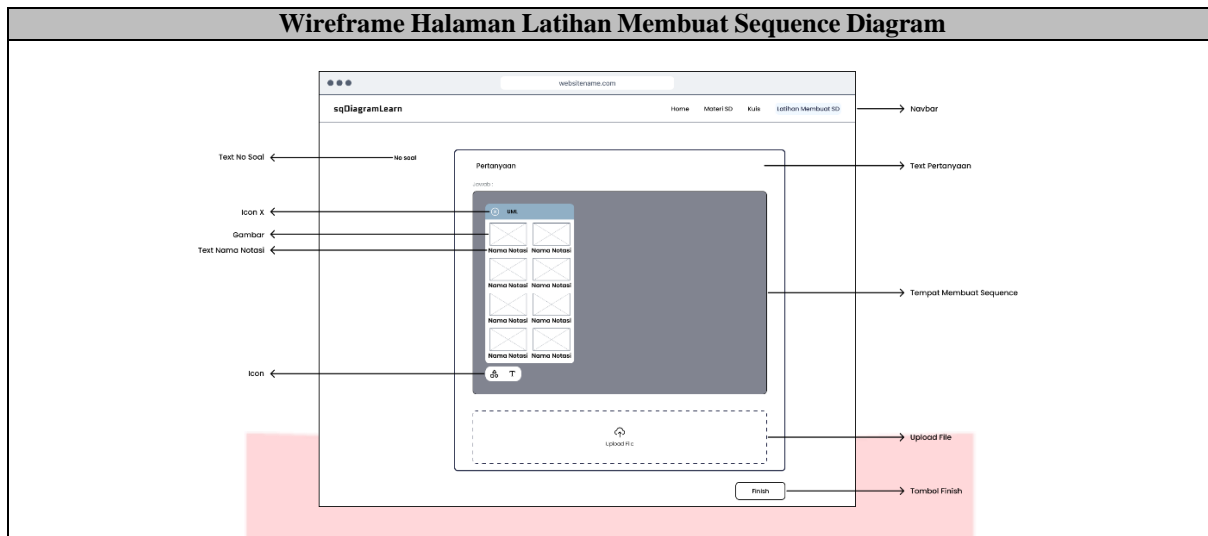 Wireframe Halaman Latihan Membuat Sequence Diagram
websitename.com
sqDiagramLearn
Home Materi SD Kuis Latihan Membuat SD
Navbar
Text No Soal
No soal
Pertanyaan
Text Pertanyaan
Jawab :
Icon X
UML
Gambar
Text Nama Notasi
Nama Notasi Nama Notasi
Nama Notasi Nama Notasi
Tempat Membuat Sequence
Nama Notasi Nama Notasi
Nama Notasi Nama Notasi
Icon
T
Upload File
Upload File
Finish
Tombol Finish